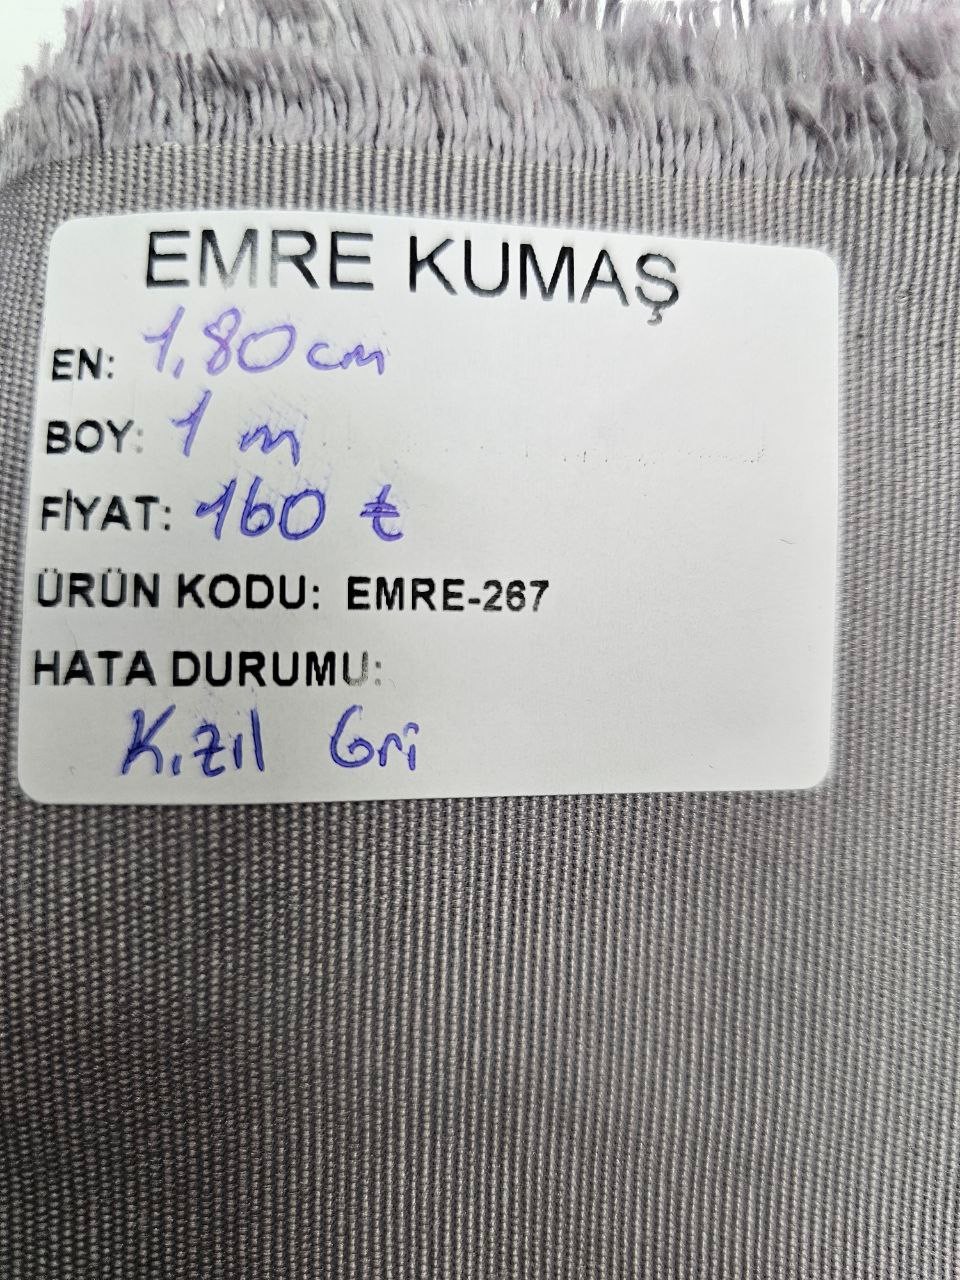 EMRE KUMAŞ
EN: 1,80 cm
BOY: 1 m
FİYAT: 160 ₺
ÜRÜN KODU: EMRE-267
HATA DURUMU:
Kızıl Gri